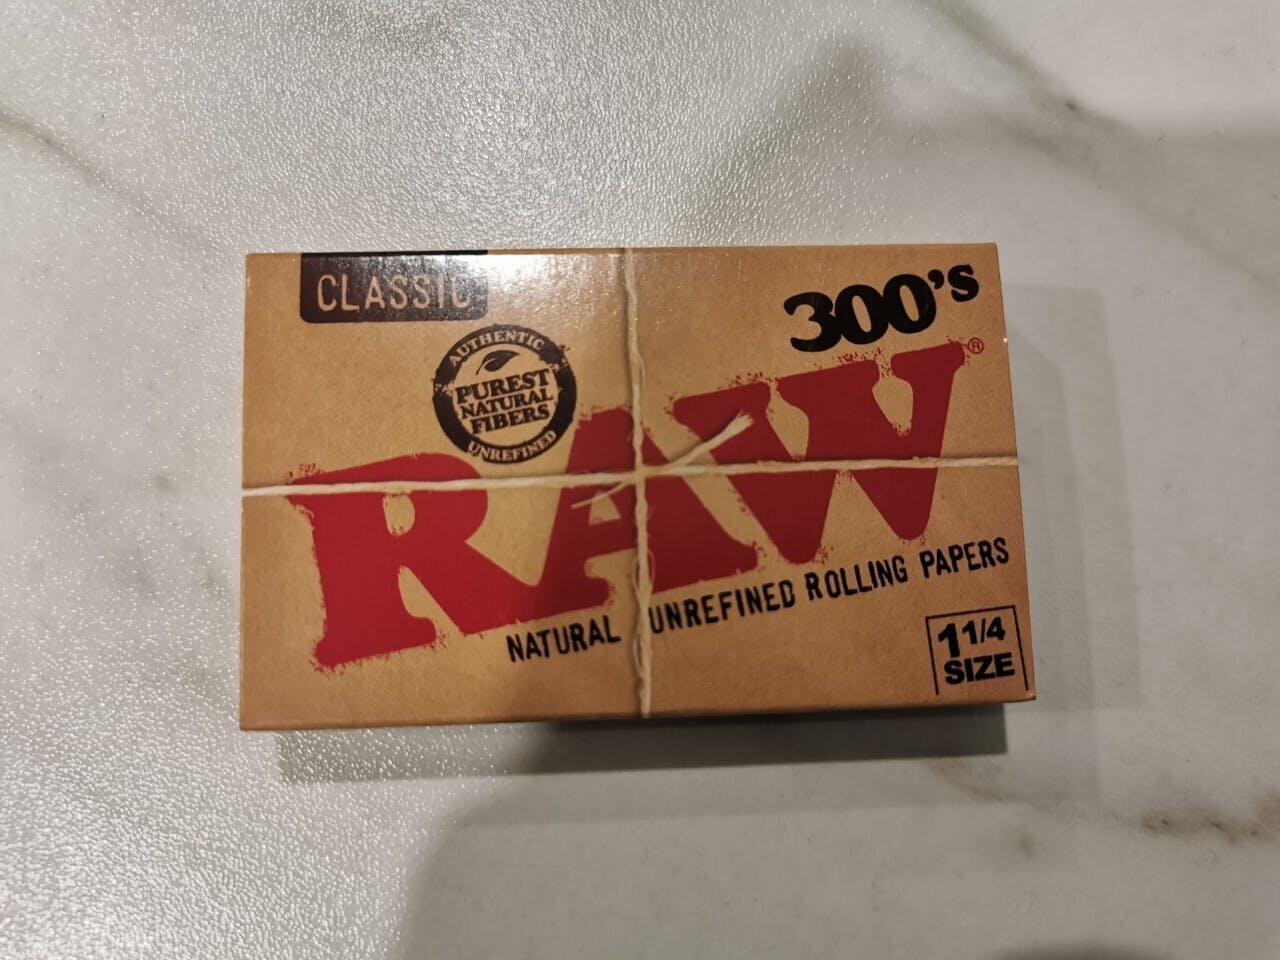 CLASSIC
300's
AUTHENTIC
PUREST
NATURAL
FIBERS
UNREFINED
RAW®
NATURAL UNREFINED ROLLING PAPERS
1 1/4
SIZE